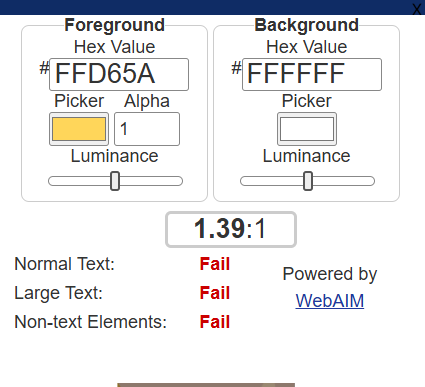 X
Foreground Background
Hex Value Hex Value
#FFD65A #FFFFFF
Picker Alpha Picker
1
Luminance Luminance
1.39:1
Normal Text: Fail
Large Text: Fail
Non-text Elements: Fail
Powered by
WebAIM